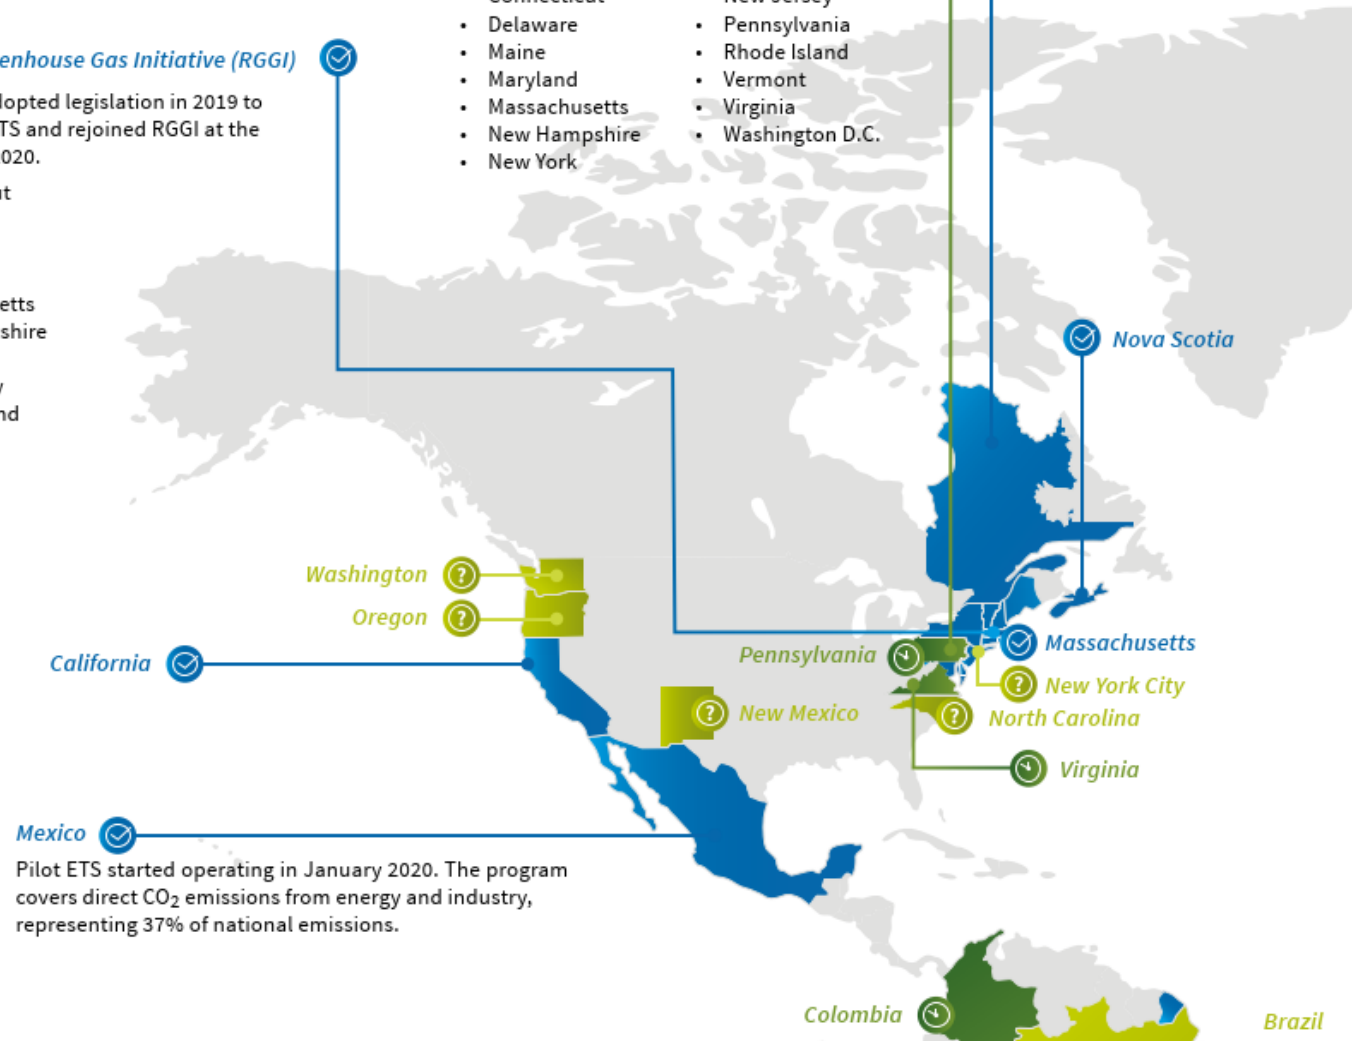 Delaware
Maine
Maryland
Massachusetts
New Hampshire
New York
New Jersey
Pennsylvania
Rhode Island
Vermont
Virginia
Washington D.C.
enhouse Gas Initiative (RGGI)
dopted legislation in 2019 to
TS and rejoined RGGI at the
020.
etts
shire
Nova Scotia
Washington
Oregon
California
Pennsylvania
Massachusetts
New York City
New Mexico
North Carolina
Virginia
Mexico
Pilot ETS started operating in January 2020. The program
covers direct CO₂ emissions from energy and industry,
representing 37% of national emissions.
Colombia
Brazil